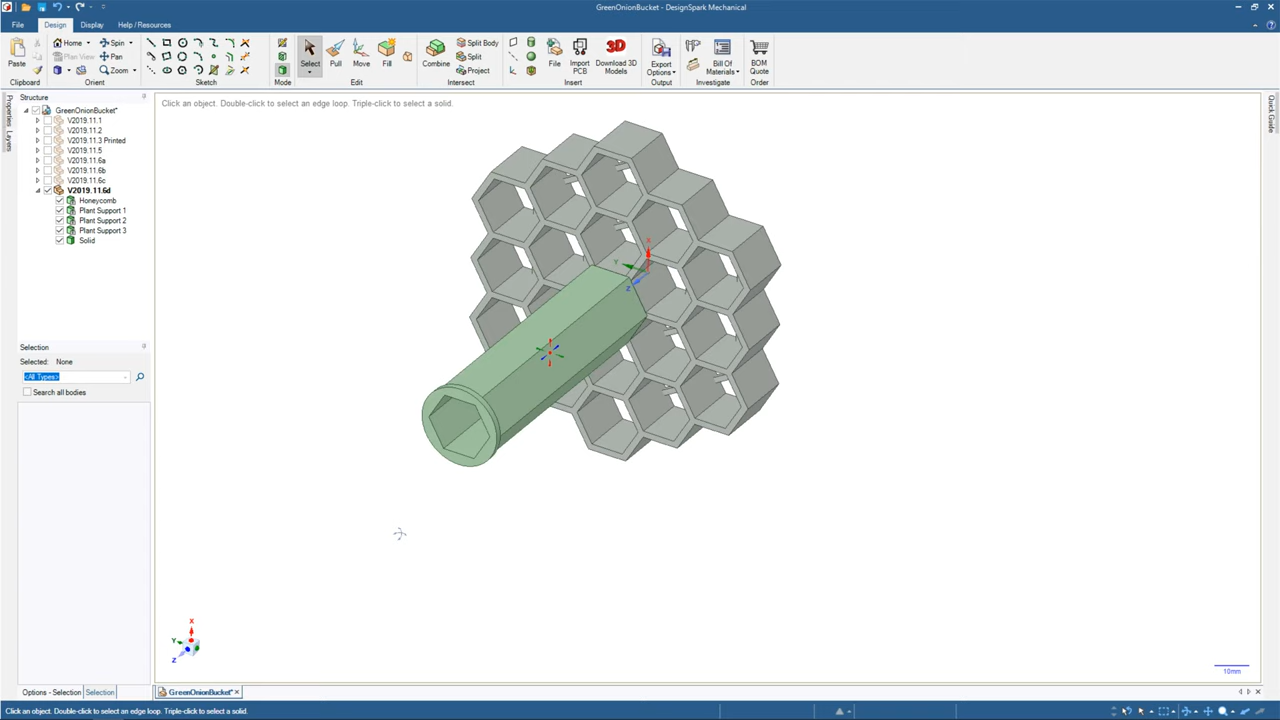 GreenOnionBucket - DesignSpark Mechanical
File Design Display Help / Resources
Paste Home Spin Select Pull Move Fill Combine Split Body File Import PCB Download 3D Models Export Options Bill Of Materials BOM Quote
Plan View Pan Split
Zoom Project
Clipboard Orient Sketch Mode Edit Intersect Insert Output Investigate Order
Structure
Click an object. Double-click to select an edge loop. Triple-click to select a solid.
Properties
Layers
Quick Guide
GreenOnionBucket*
V2019.11.1
V2019.11.2
V2019.11.3 Printed
V2019.11.5
V2019.11.6a
V2019.11.6b
V2019.11.6c
V2019.11.6d
Honeycomb
Plant Support 1
Plant Support 2
Plant Support 3
Solid
X
Y
Z
Selection
Selected: None
<All Types>
Search all bodies
X
Y
Z
10mm
Options - Selection Selection GreenOnionBucket*
Click an object. Double-click to select an edge loop. Triple-click to select a solid.